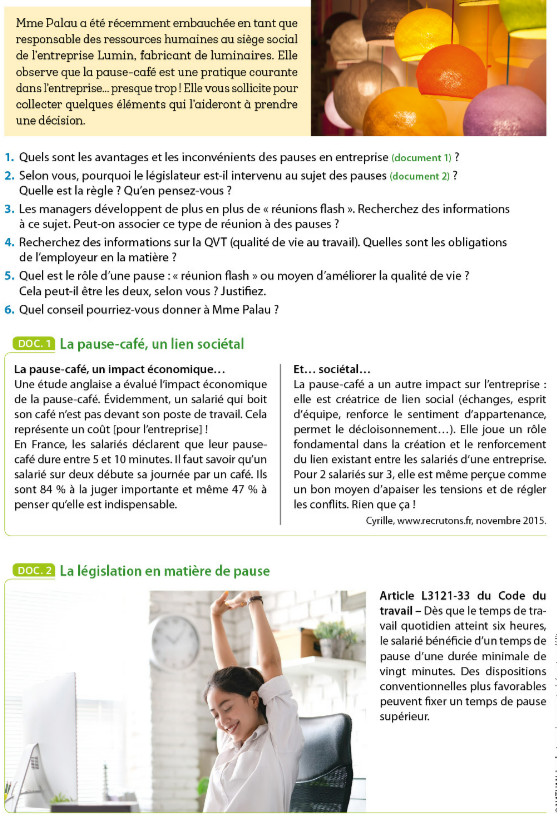 Mme Palau a été récemment embauchée en tant que
responsable des ressources humaines au siège social
de l'entreprise Lumin, fabricant de luminaires. Elle
observe que la pause-café est une pratique courante
dans l'entreprise... presque trop ! Elle vous sollicite pour
collecter quelques éléments qui l'aideront à prendre
une décision.
1. Quels sont les avantages et les inconvénients des pauses en entreprise (document 1) ?
2. Selon vous, pourquoi le législateur est-il intervenu au sujet des pauses (document 2) ?
Quelle est la règle ? Qu'en pensez-vous ?
3. Les managers développent de plus en plus de « réunions flash ». Recherchez des informations
à ce sujet. Peut-on associer ce type de réunion à des pauses ?
4. Recherchez des informations sur la QVT (qualité de vie au travail). Quelles sont les obligations
de l'employeur en la matière ?
5. Quel est le rôle d'une pause : « réunion flash » ou moyen d'améliorer la qualité de vie ?
Cela peut-il être les deux, selon vous ? Justifiez.
6. Quel conseil pourriez-vous donner à Mme Palau ?
DOC. 1 La pause-café, un lien sociétal
La pause-café, un impact économique...
Une étude anglaise a évalué l'impact économique
de la pause-café. Évidemment, un salarié qui boit
son café n'est pas devant son poste de travail. Cela
représente un coût [pour l'entreprise] !
En France, les salariés déclarent que leur pause-
café dure entre 5 et 10 minutes. Il faut savoir qu'un
salarié sur deux débute sa journée par un café. Ils
sont 84 % à la juger importante et même 47 % à
penser qu'elle est indispensable.
Et... sociétal...
La pause-café a un autre impact sur l'entreprise :
elle est créatrice de lien social (échanges, esprit
d'équipe, renforce le sentiment d'appartenance,
permet le décloisonnement...). Elle joue un rôle
fondamental dans la création et le renforcement
du lien existant entre les salariés d'une entreprise.
Pour 2 salariés sur 3, elle est même perçue comme
un bon moyen d'apaiser les tensions et de régler
les conflits. Rien que ça !
Cyrille, www.recrutons.fr, novembre 2015.
DOC. 2 La législation en matière de pause
Article L3121-33 du Code du
travail – Dès que le temps de tra-
vail quotidien atteint six heures,
le salarié bénéficie d'un temps de
pause d'une durée minimale de
vingt minutes. Des dispositions
conventionnelles plus favorables
peuvent fixer un temps de pause
supérieur.